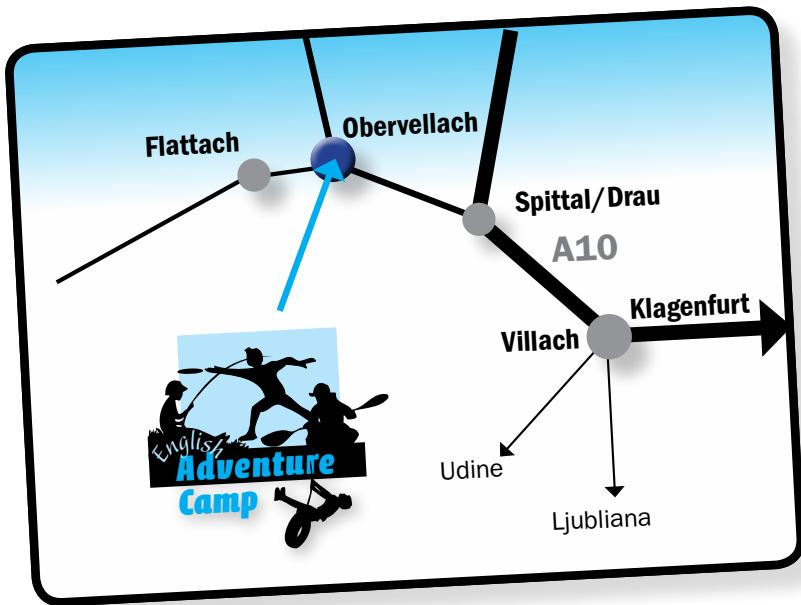 Obervellach
Flattach
Spittal/Drau
A10
Klagenfurt
Villach
English
Adventure
Camp
Udine
Ljubliana